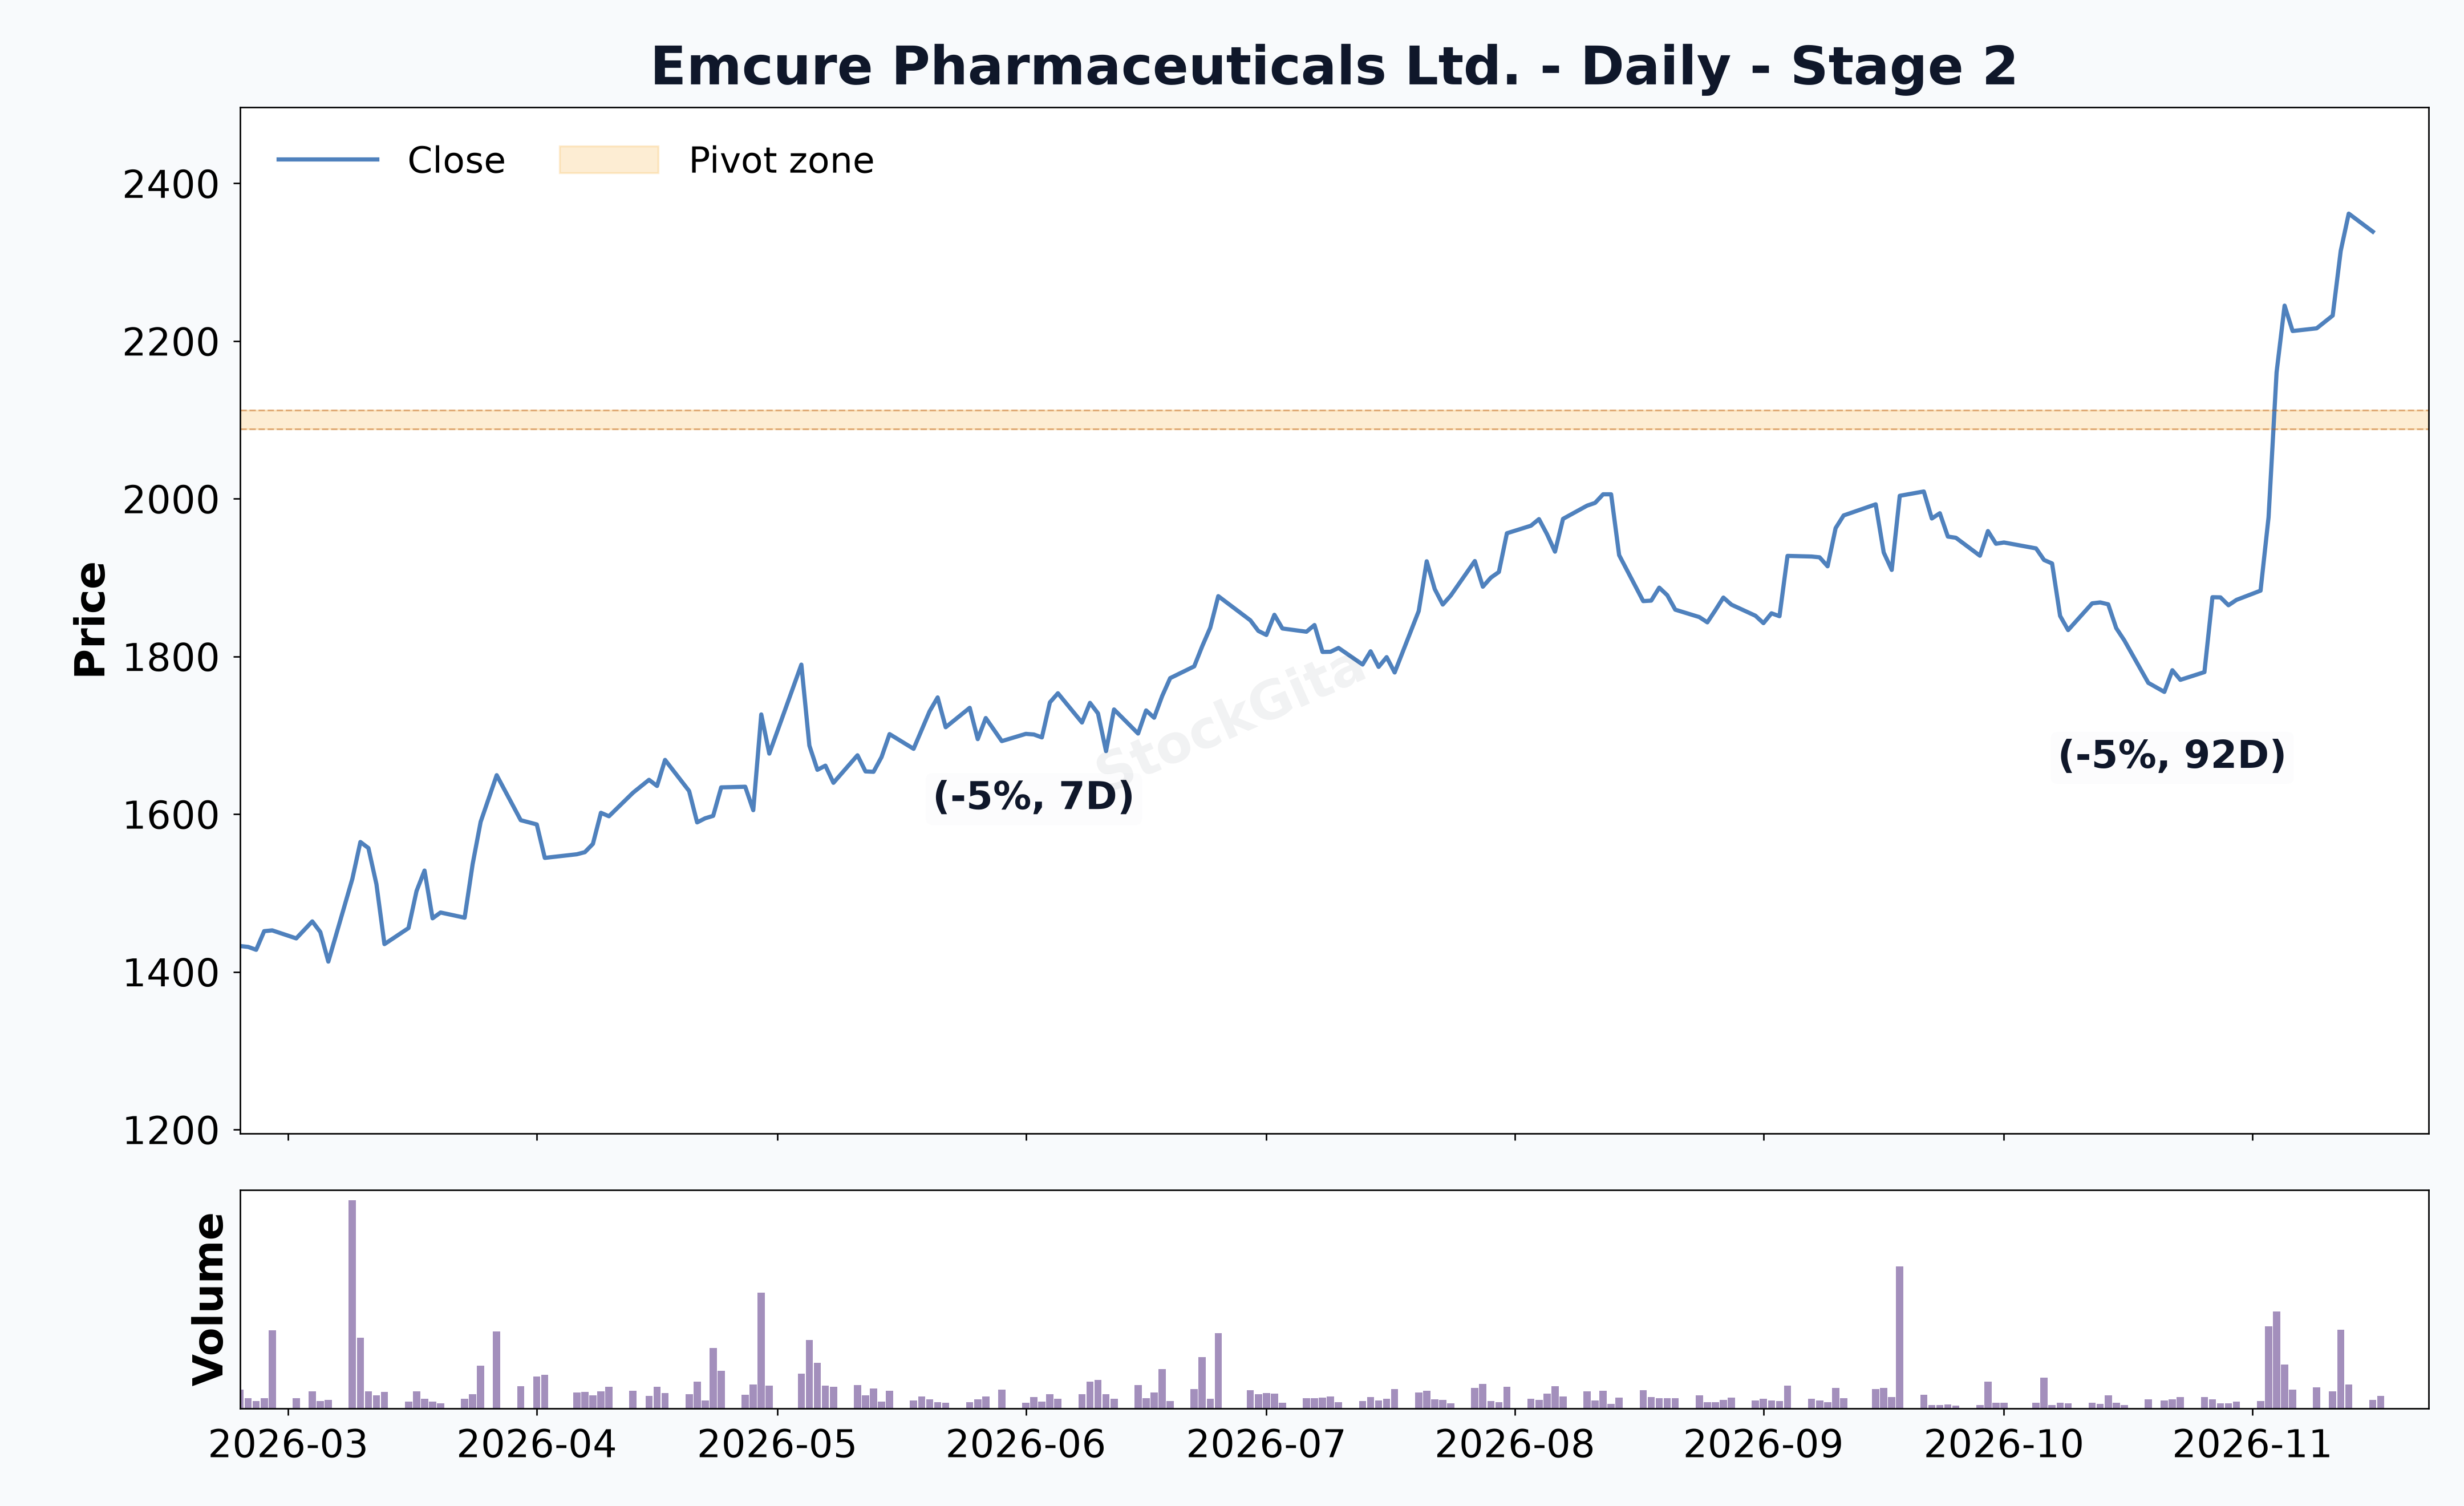 Emcure Pharmaceuticals Ltd. - Daily - Stage 2
Close
Pivot zone
2400
2200
2000
1800
1600
1400
1200
Price
StockGita
(-5%, 7D)
(-5%, 92D)
Volume
2026-03
2026-04
2026-05
2026-06
2026-07
2026-08
2026-09
2026-10
2026-11